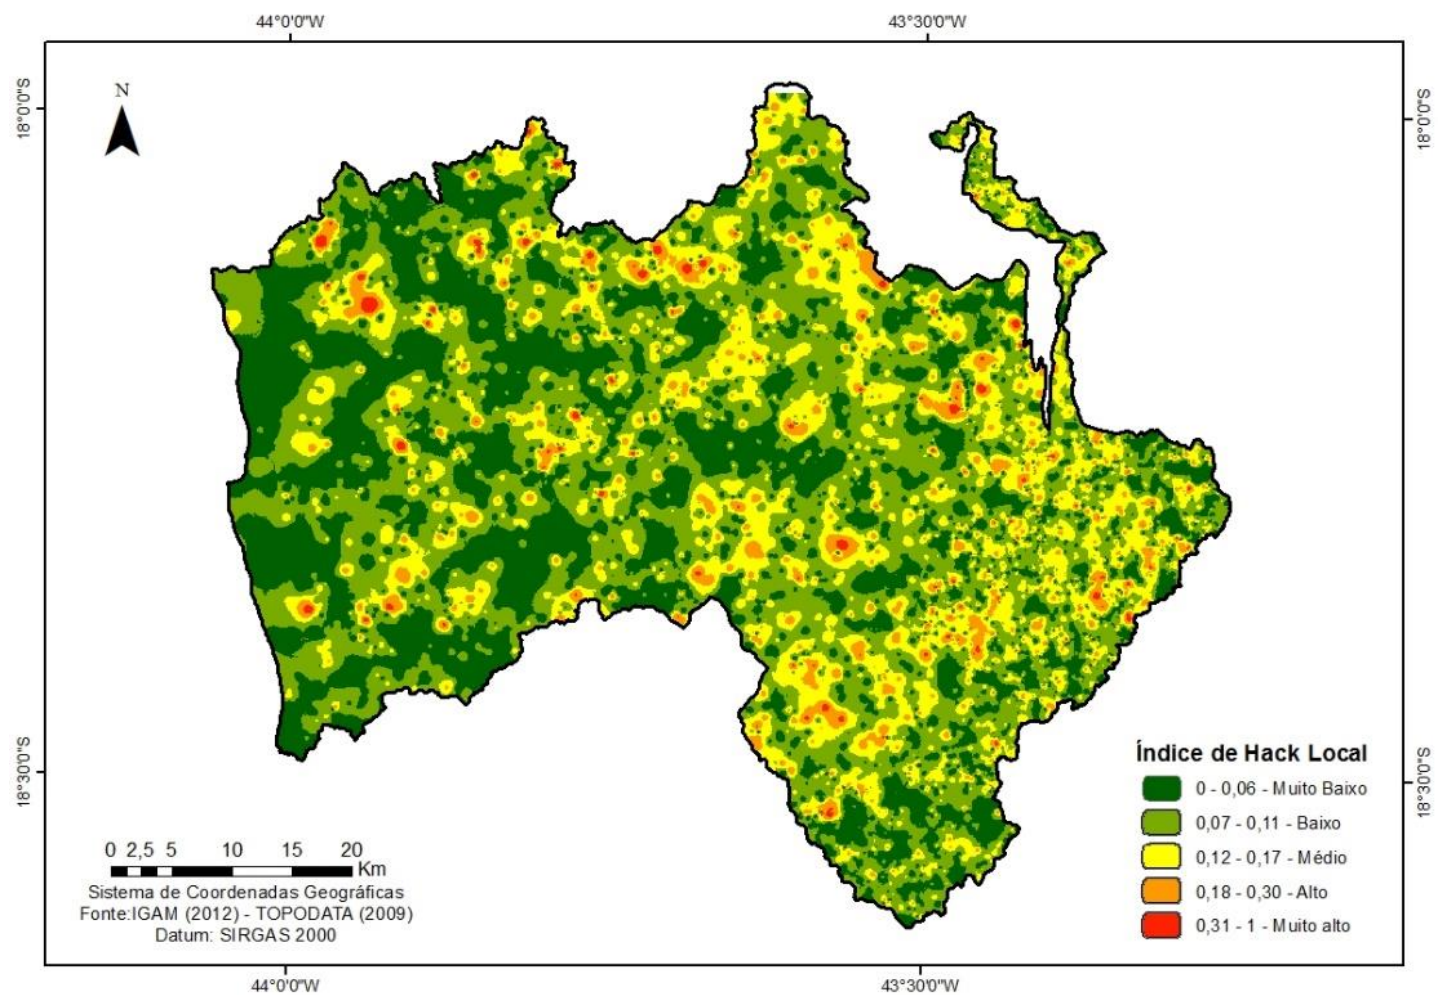 44°0'0"W
43°30'0"W
N
18°0'0"S
18°0'0"S
18°30'0"S
18°30'0"S
Índice de Hack Local
0 - 0,06 - Muito Baixo
0,07 - 0,11 - Baixo
0,12 - 0,17 - Médio
0,18 - 0,30 - Alto
0,31 - 1 - Muito alto
0 2,5 5 10 15 20
Km
Sistema de Coordenadas Geográficas
Fonte:IGAM (2012) - TOPODATA (2009)
Datum: SIRGAS 2000
44°0'0"W
43°30'0"W